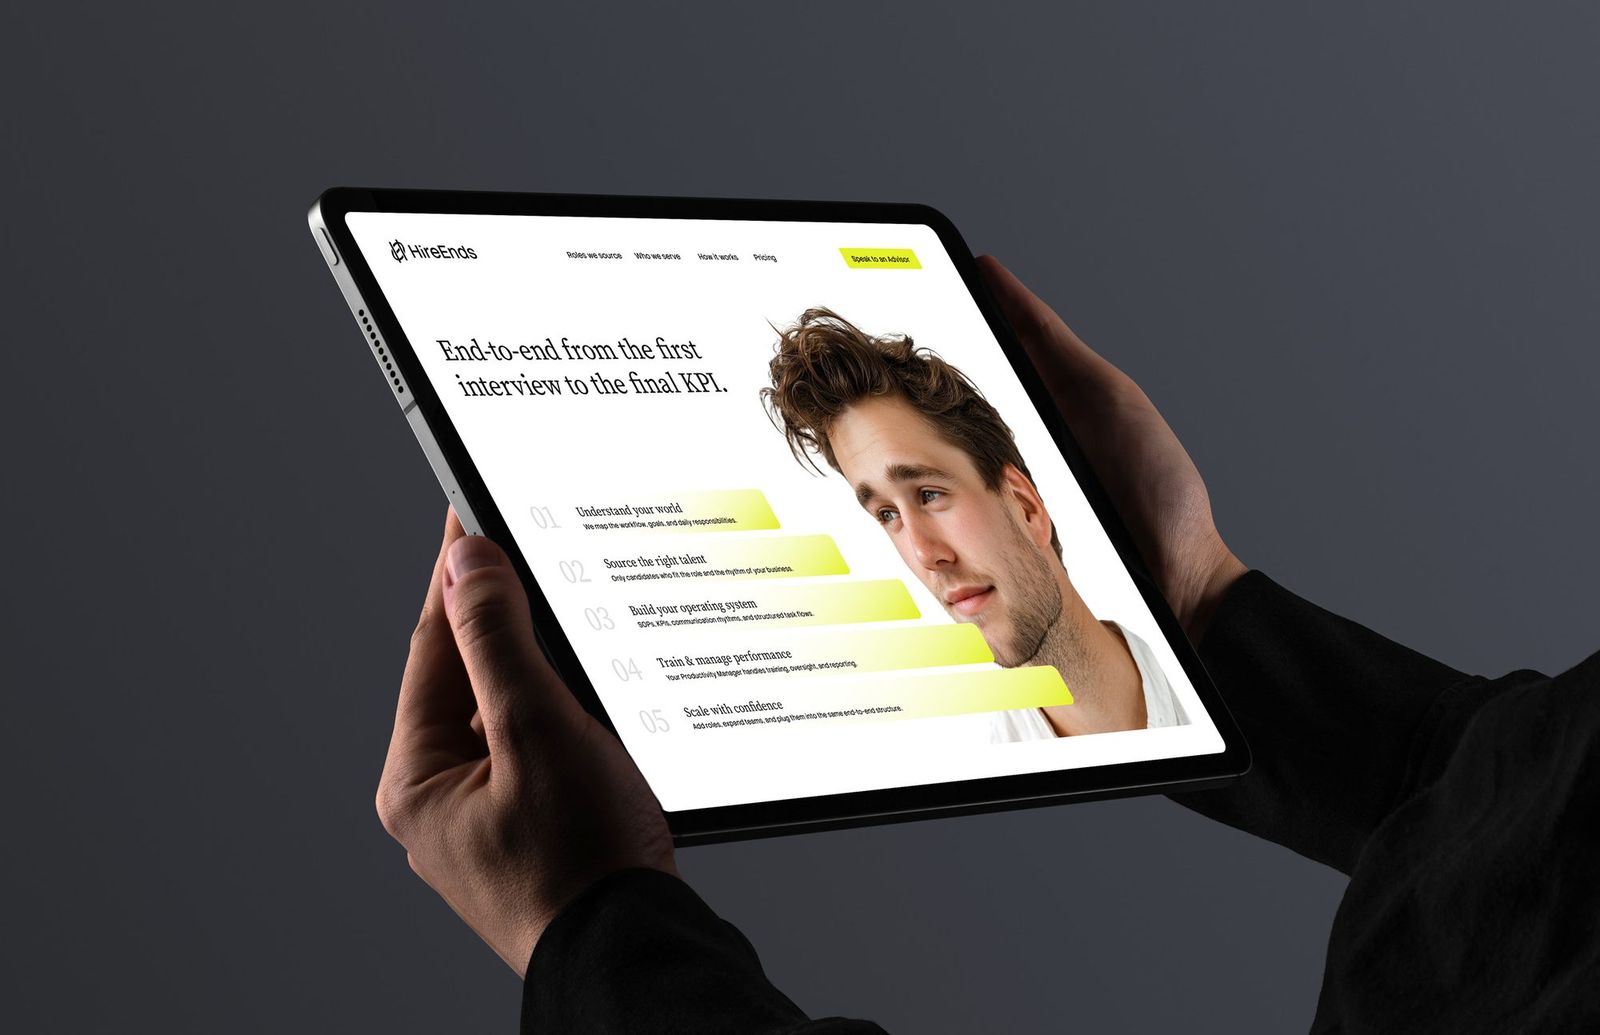 HireEnds
Roles we source
Who we serve
How it works
Pricing
Speak to an Advisor
End-to-end from the first
interview to the final KPI.
01
Understand your world
We map the workflow, goals, and daily responsibilities.
02
Source the right talent
Only candidates who fit the role and the rhythm of your business.
03
Build your operating system
SOPs, KPIs, communication rhythms, and structured task flows.
04
Train & manage performance
Your Productivity Manager handles training, oversight, and reporting.
05
Scale with confidence
Add roles, expand teams, and plug them into the same end-to-end structure.